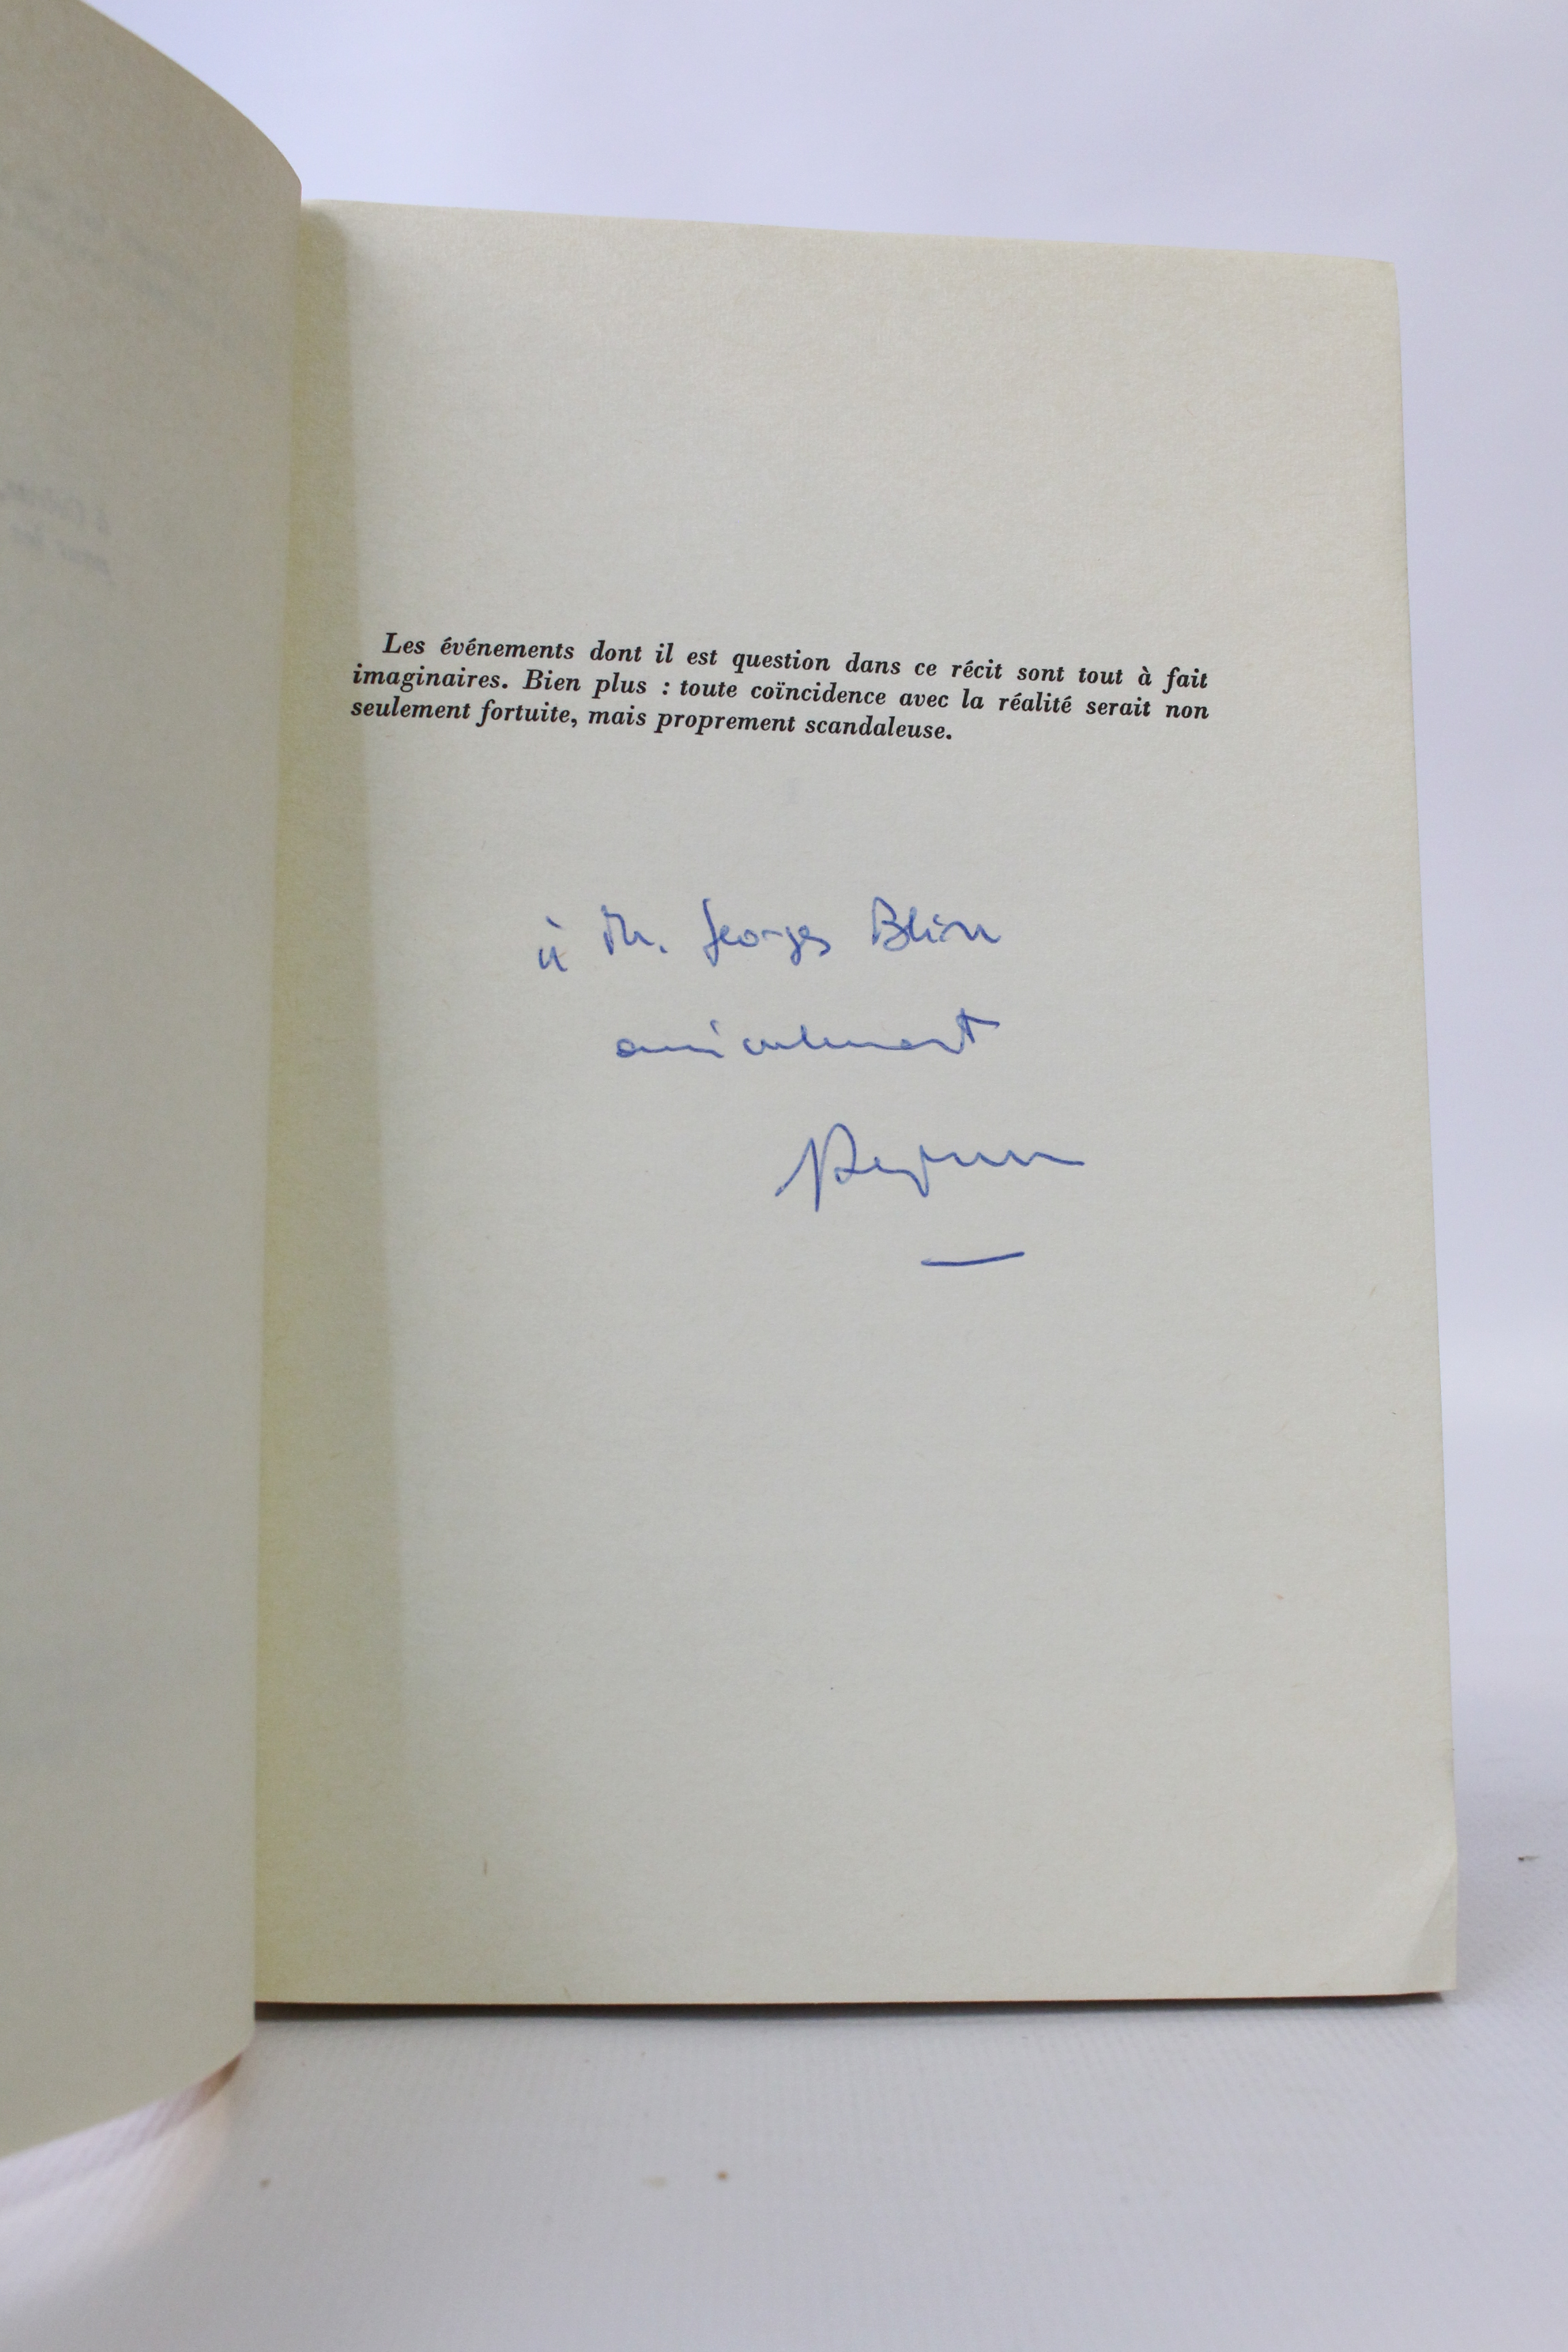 Les événements dont il est question dans ce récit sont tout à fait
imaginaires. Bien plus : toute coïncidence avec la réalité serait non
seulement fortuite, mais proprement scandaleuse.
à M. Georges Blin
amicalement